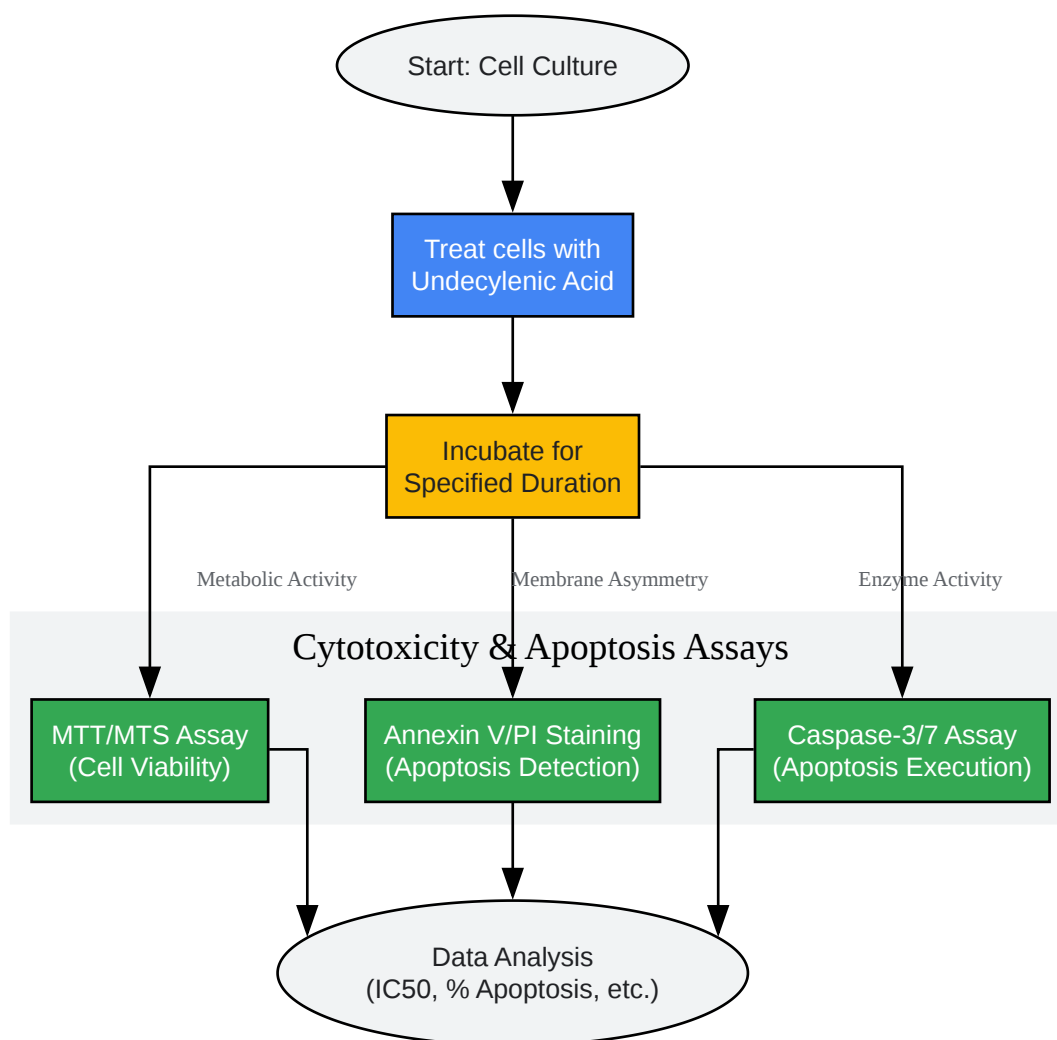 Start: Cell Culture
Treat cells with
Undecylenic Acid
Incubate for
Specified Duration
Metabolic Activity
Membrane Asymmetry
Enzyme Activity
Cytotoxicity & Apoptosis Assays
MTT/MTS Assay
(Cell Viability)
Annexin V/PI Staining
(Apoptosis Detection)
Caspase-3/7 Assay
(Apoptosis Execution)
Data Analysis
(IC50, % Apoptosis, etc.)